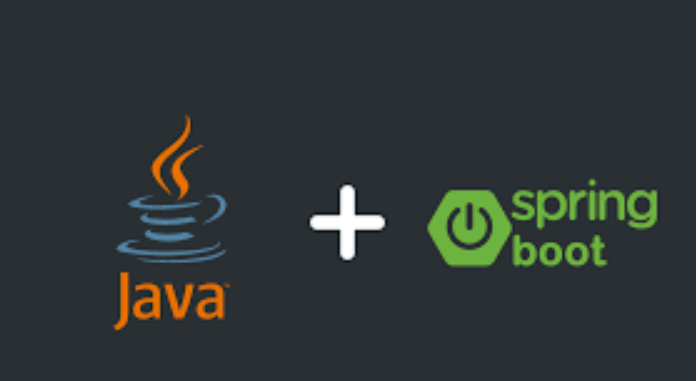 Java
+
spring
boot